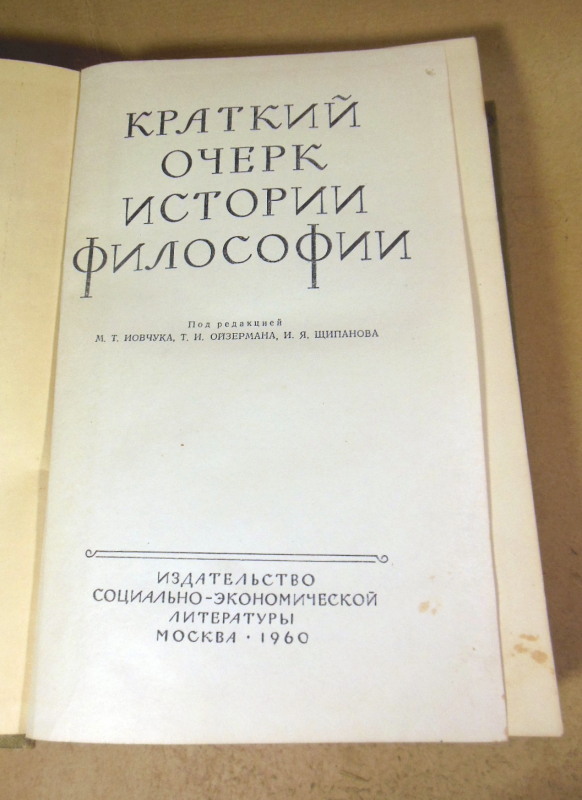 КРАТКИЙ
ОЧЕРК
ИСТОРИИ
ФИЛОСОФИИ
Под редакцией
М. Т. ИОВЧУКА, Т. И. ОЙЗЕРМАНА, И. Я. ЩИПАНОВА
ИЗДАТЕЛЬСТВО
СОЦИАЛЬНО-ЭКОНОМИЧЕСКОЙ
ЛИТЕРАТУРЫ
МОСКВА · 1960